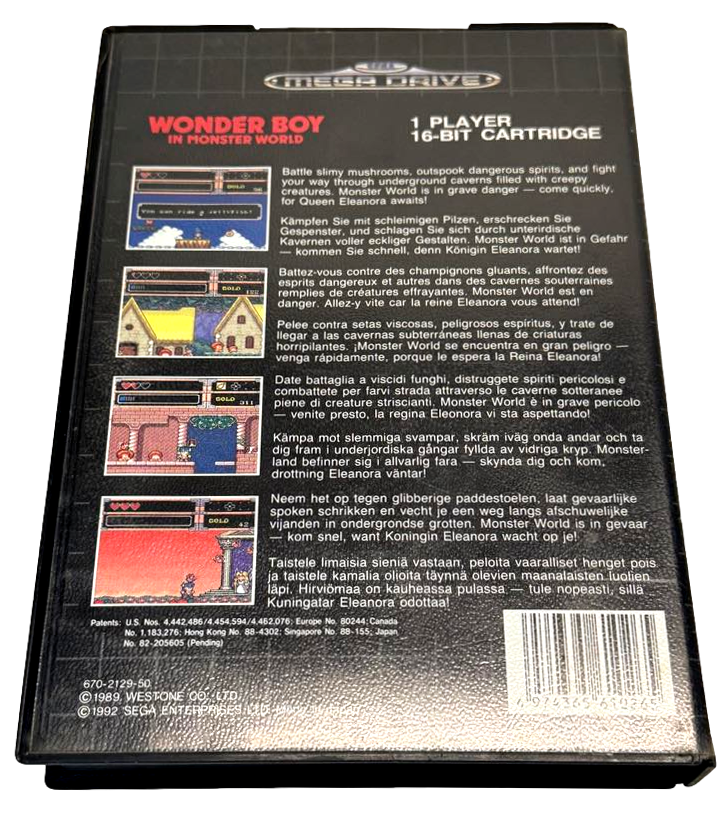 MEGA DRIVE
WONDER BOY
IN MONSTER WORLD
1 PLAYER
16-BIT CARTRIDGE
Battle slimy mushrooms, outspook dangerous spirits, and fight
your way through underground caverns filled with creepy
creatures. Monster World is in grave danger — come quickly,
for Queen Eleanora awaits!
Kämpfen Sie mit schleimigen Pilzen, erschrecken Sie
Gespenster, und schlagen Sie sich durch unterirdische
Kavernen voller eckliger Gestalten. Monster World ist in Gefahr
— kommen Sie schnell, denn Königin Eleanora wartet!
Battez-vous contre des champignons gluants, affrontez des
esprits dangereux et autres dans des cavernes souterraines
remplies de créatures effrayantes. Monster World est en
danger. Allez-y vite car la reine Eleanora vous attend!
Pelee contra setas viscosas, peligrosos espíritus, y trate de
llegar a las cavernas subterráneas llenas de criaturas
horripilantes. ¡Monster World se encuentra en gran peligro —
venga rápidamente, porque le espera la Reina Eleanora!
Date battaglia a viscidi funghi, distruggete spiriti pericolosi e
combattete per farvi strada attraverso le caverne sotteranee
piene di creature striscianti. Monster World è in grave pericolo
— venite presto, la regina Eleonora vi sta aspettando!
Kämpa mot slemmiga svampar, skräm iväg onda andar och ta
dig fram i underjordiska gångar fyllda av vidriga kryp. Monster-
land befinner sig i allvarlig fara — skynda dig och kom,
drottning Eleanora väntar!
Neem het op tegen glibberige paddestoelen, laat gevaarlijke
spoken schrikken en vecht je een weg langs afschuwelijke
vijanden in ondergrondse grotten. Monster World is in gevaar
— kom snel, want Koningin Eleanora wacht op je!
Taistele limaisia sieniä vastaan, peloita vaaralliset henget pois
ja taistele kamalia olioita täynnä olevien maanalaisten luolien
läpi. Hirviömaa on kauheassa pulassa — tule nopeasti, sillä
Kuningatar Eleanora odottaa!
You can ride a jellyfish!
GOLD
GOLD
122
GOLD
311
GOLD
42
Patents: U.S. Nos. 4,442,486/4,454,594/4,462,076; Europe No. 80244; Canada
No. 1,183,276; Hong Kong No. 88-4302; Singapore No. 88-155; Japan
No. 82-205605 (Pending)
670-2129-50
©1989 WESTONE CO., LTD.
©1992 SEGA ENTERPRISES LTD.